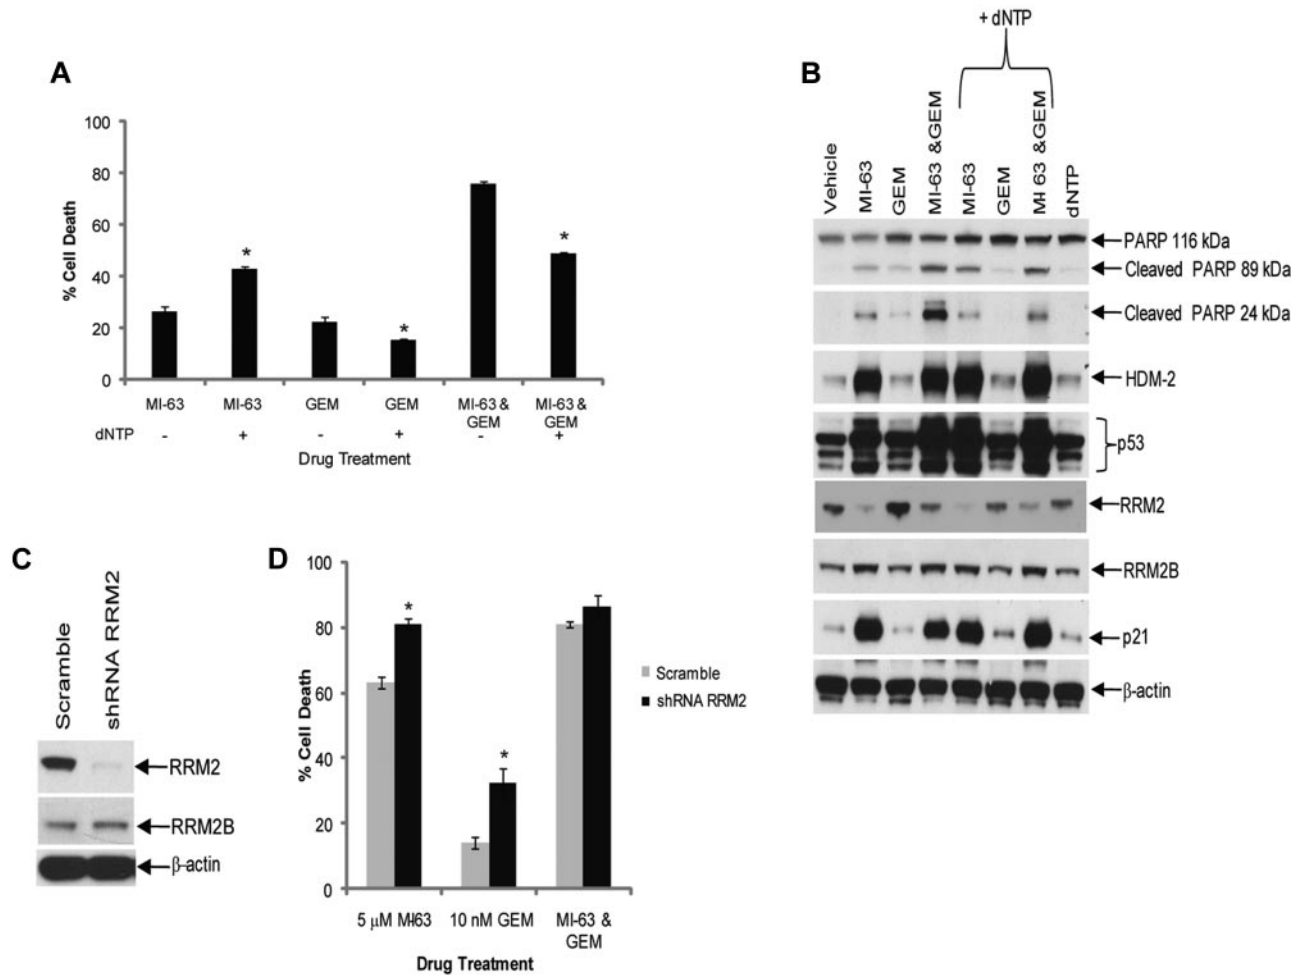 A
% Cell Death
100
80
60
40
20
0
MI-63 MI-63 GEM GEM MI-63 & GEM MI-63 & GEM
dNTP - + - + - +
Drug Treatment
* * *
B
+ dNTP
Vehicle
MI-63
GEM
MI-63 &GEM
MI-63
GEM
MI-63 &GEM
dNTP
PARP 116 kDa
Cleaved PARP 89 kDa
Cleaved PARP 24 kDa
HDM-2
p53
RRM2
RRM2B
p21
β-actin
C
Scramble
shRNA RRM2
RRM2
RRM2B
β-actin
D
% Cell Death
100
80
60
40
20
0
* *
5 µM MI-63 10 nM GEM MI-63 & GEM
Drug Treatment
Scramble
shRNA RRM2